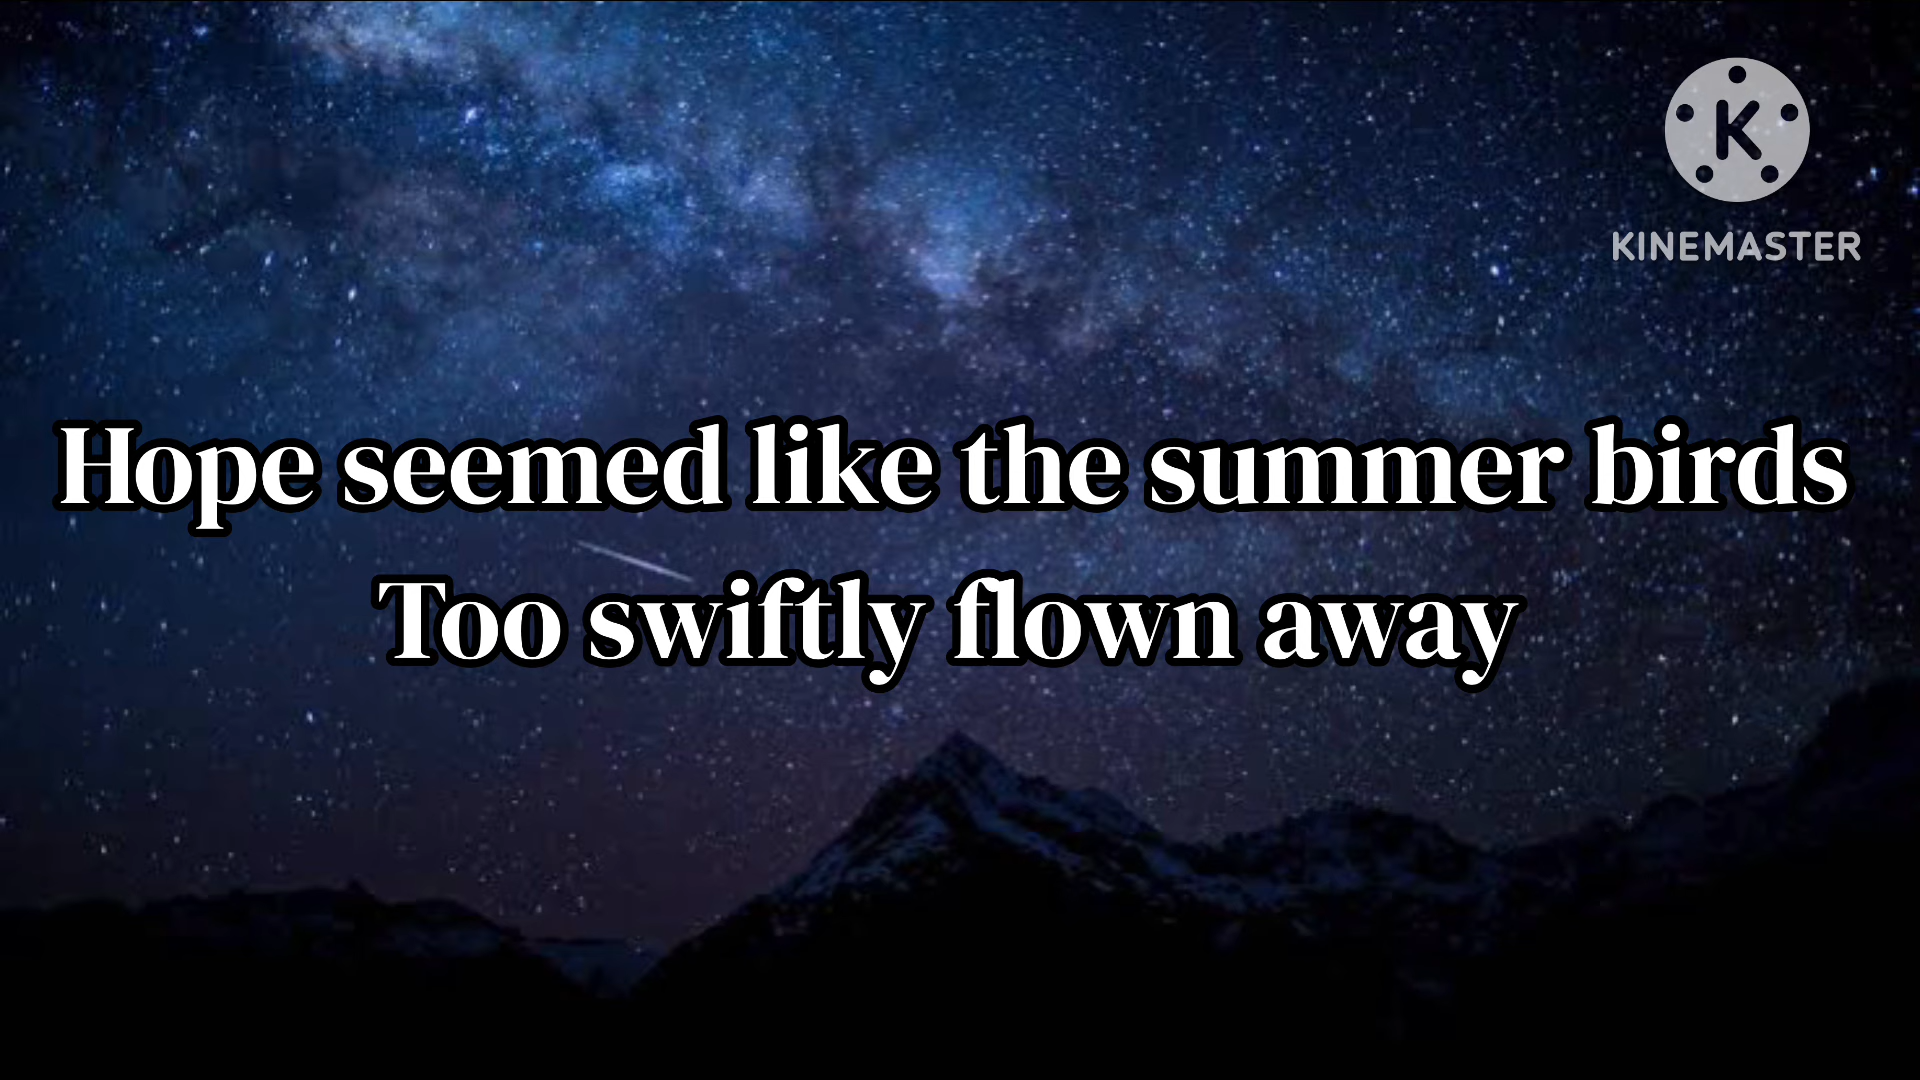 K
KINEMASTER
Hope seemed like the summer birds
Too swiftly flown away